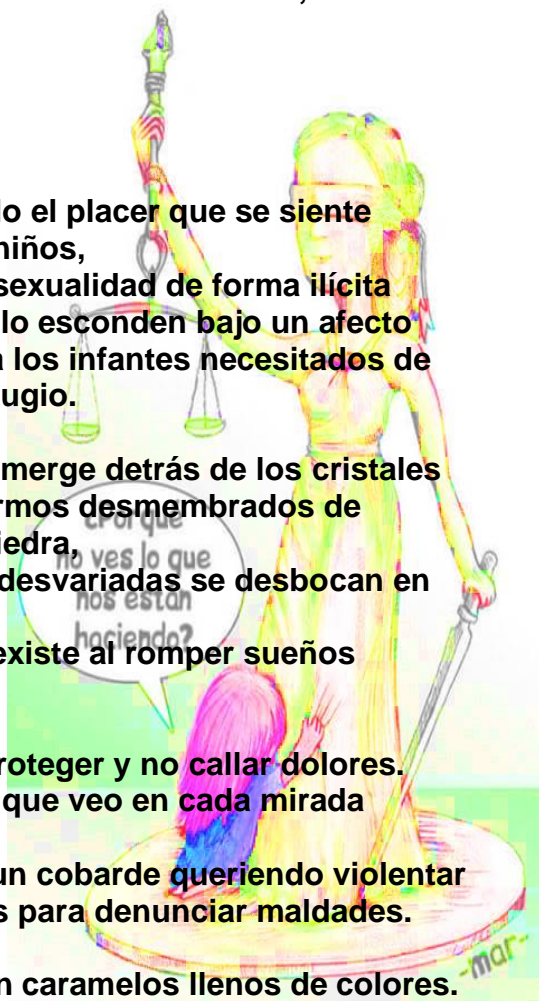 lo el placer que se siente
niños,
sexualidad de forma ilícita
lo esconden bajo un afecto
a los infantes necesitados de
ugio.
merge detrás de los cristales
rmos desmembrados de
iedra,
desvariadas se desbocan en
existe al romper sueños
¿Por qué
no ves lo que
nos están
haciendo?
roteger y no callar dolores.
que veo en cada mirada
un cobarde queriendo violentar
s para denunciar maldades.
n caramelos llenos de colores.
-mar-